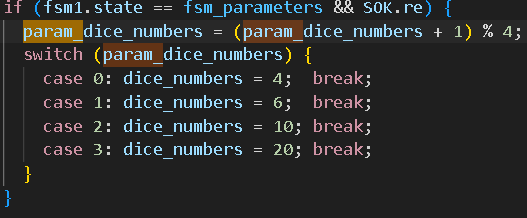 if (fsm1.state == fsm_parameters && SOK.re) {
  param_dice_numbers = (param_dice_numbers + 1) % 4;
  switch (param_dice_numbers) {
    case 0: dice_numbers = 4;  break;
    case 1: dice_numbers = 6;  break;
    case 2: dice_numbers = 10; break;
    case 3: dice_numbers = 20; break;
  }
}